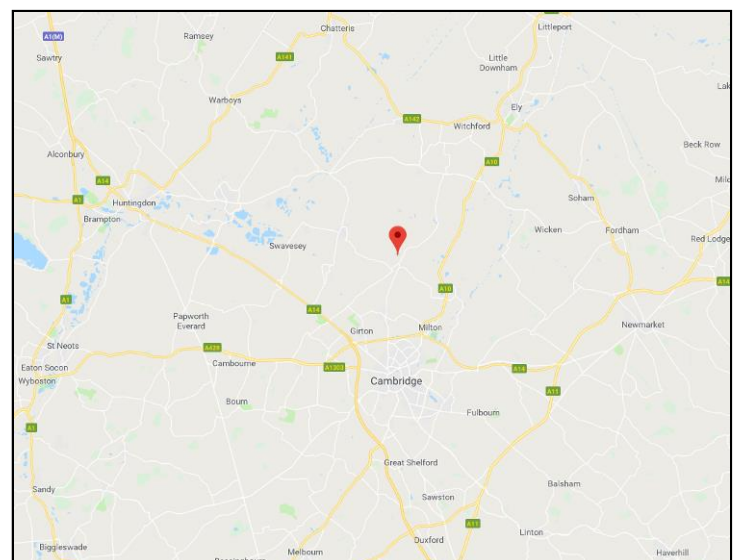 Littleport
Chatteris
A1(M)
Ramsey
Sawtry
A141
Little
Downham
Lak
Warboys
Ely
A142
Witchford
Beck Row
Alconbury
A10
A14
Mild
Soham
A1
Huntingdon
Brampton
Wicken
Fordham
Red Lodge
Swavesey
A14
A10
A1
A14
Papworth
Everard
Newmarket
Girton
Milton
St Neots
A428
Cambourne
A1303
A14
Eaton Socon
Wyboston
Cambridge
A11
Bourn
Fulbourn
A1
Great Shelford
Sandy
Balsham
Sawston
A11
Linton
Duxford
Biggleswade
Melbourn
Haverhill